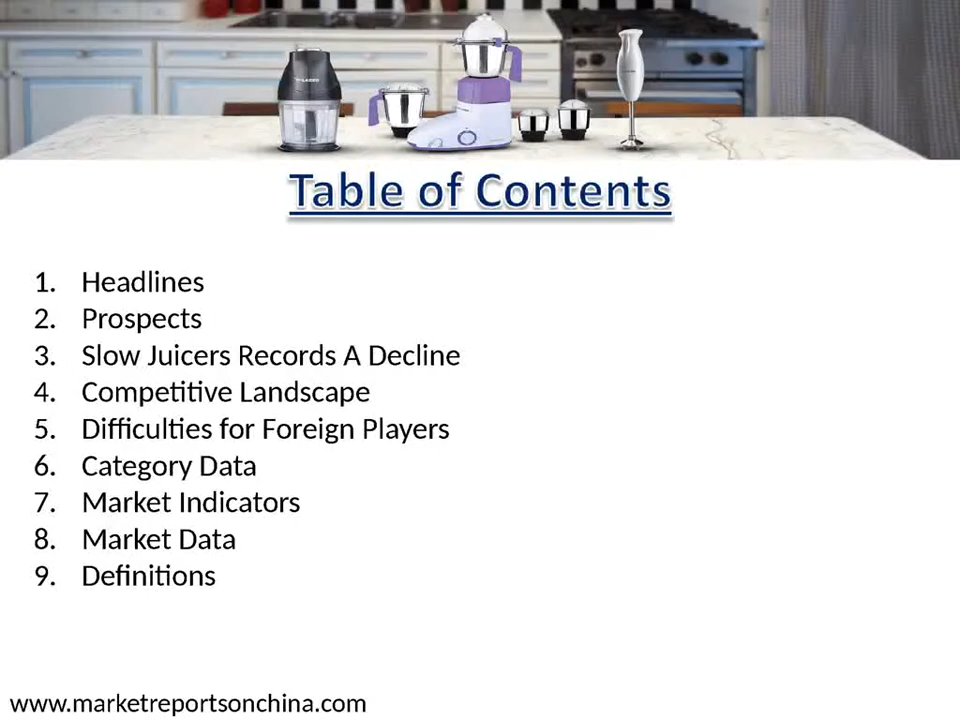 Table of Contents
1. Headlines
2. Prospects
3. Slow Juicers Records A Decline
4. Competitive Landscape
5. Difficulties for Foreign Players
6. Category Data
7. Market Indicators
8. Market Data
9. Definitions
www.marketreportsonchina.com